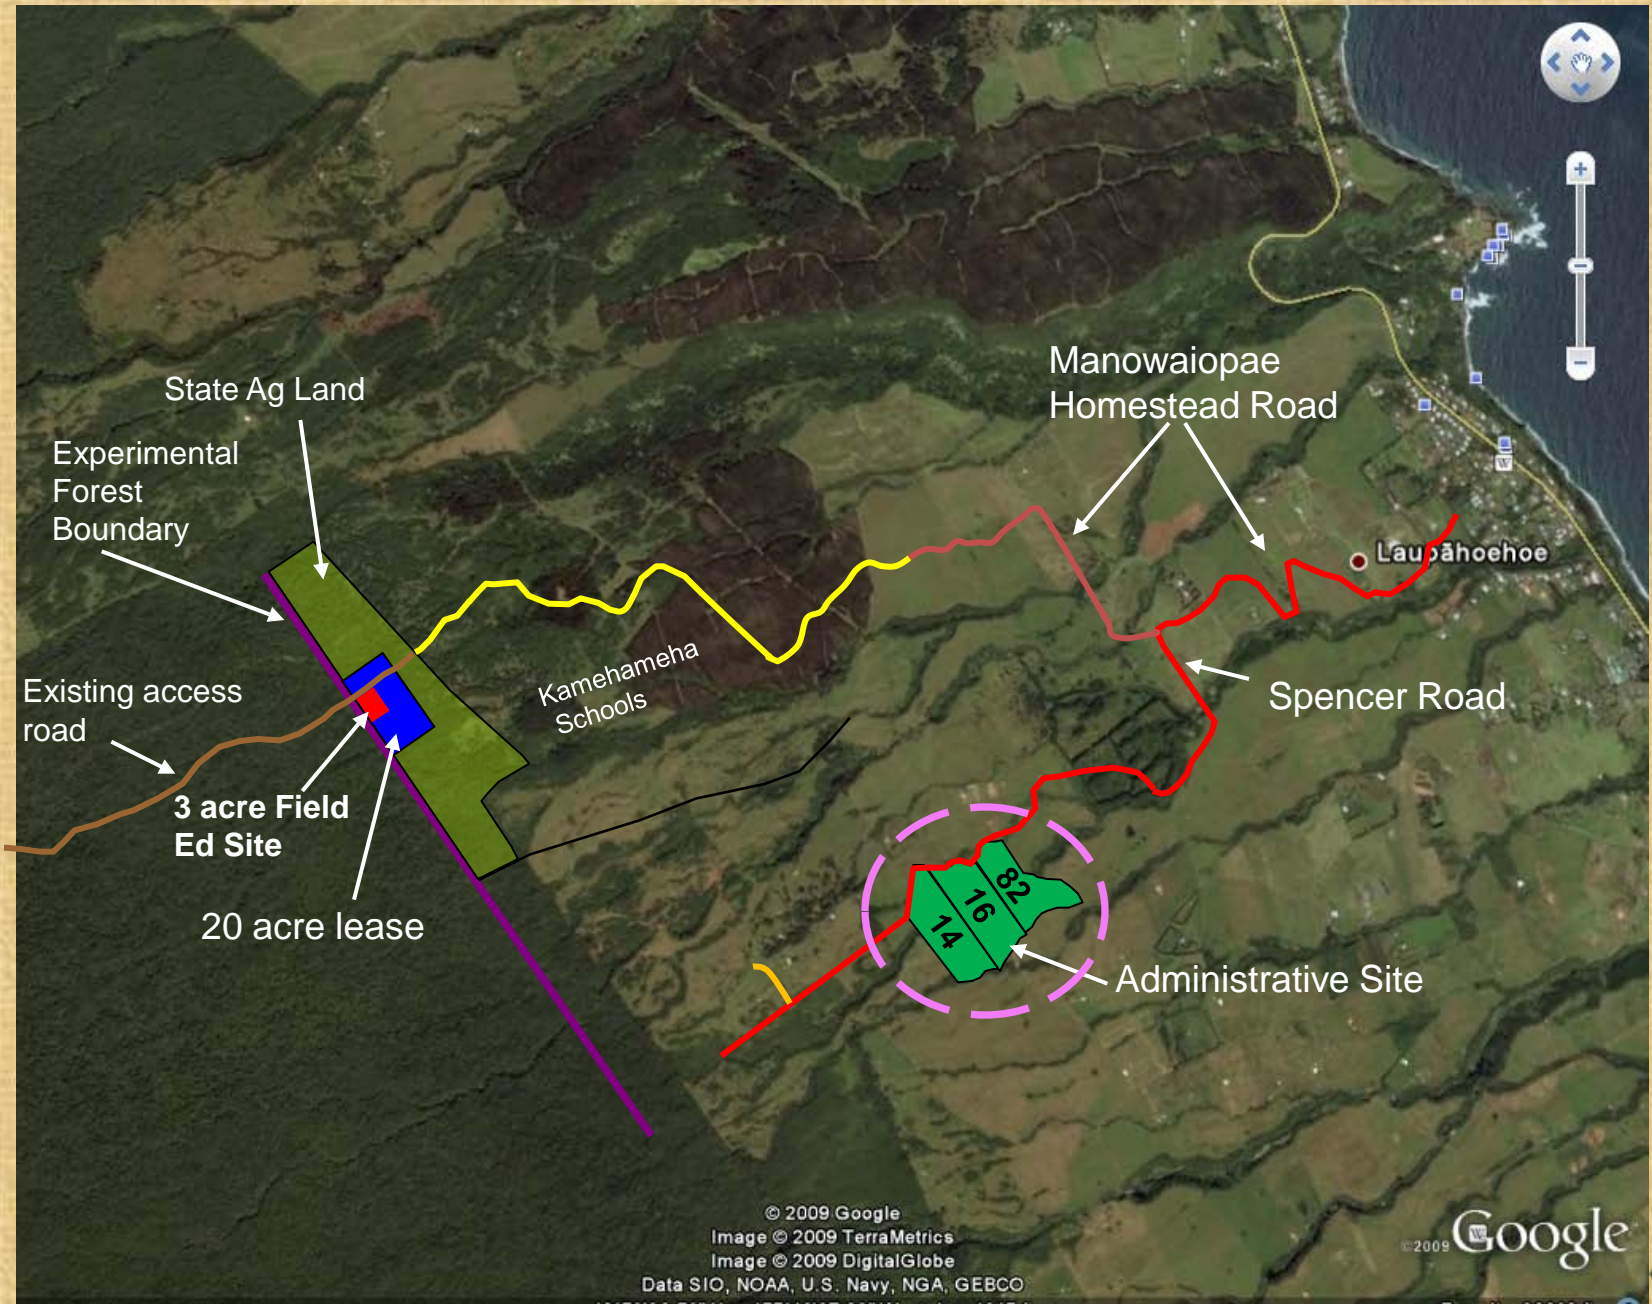 Manowaiopae
Homestead Road
State Ag Land
Experimental
Forest
Boundary
Laupāhoehoe
Kamehameha
Schools
Existing access
road
Spencer Road
3 acre Field
Ed Site
20 acre lease
82
16
14
Administrative Site
W
© 2009 Google
Image © 2009 TerraMetrics
Image © 2009 DigitalGlobe
Data SIO, NOAA, U.S. Navy, NGA, GEBCO
©2009 Google